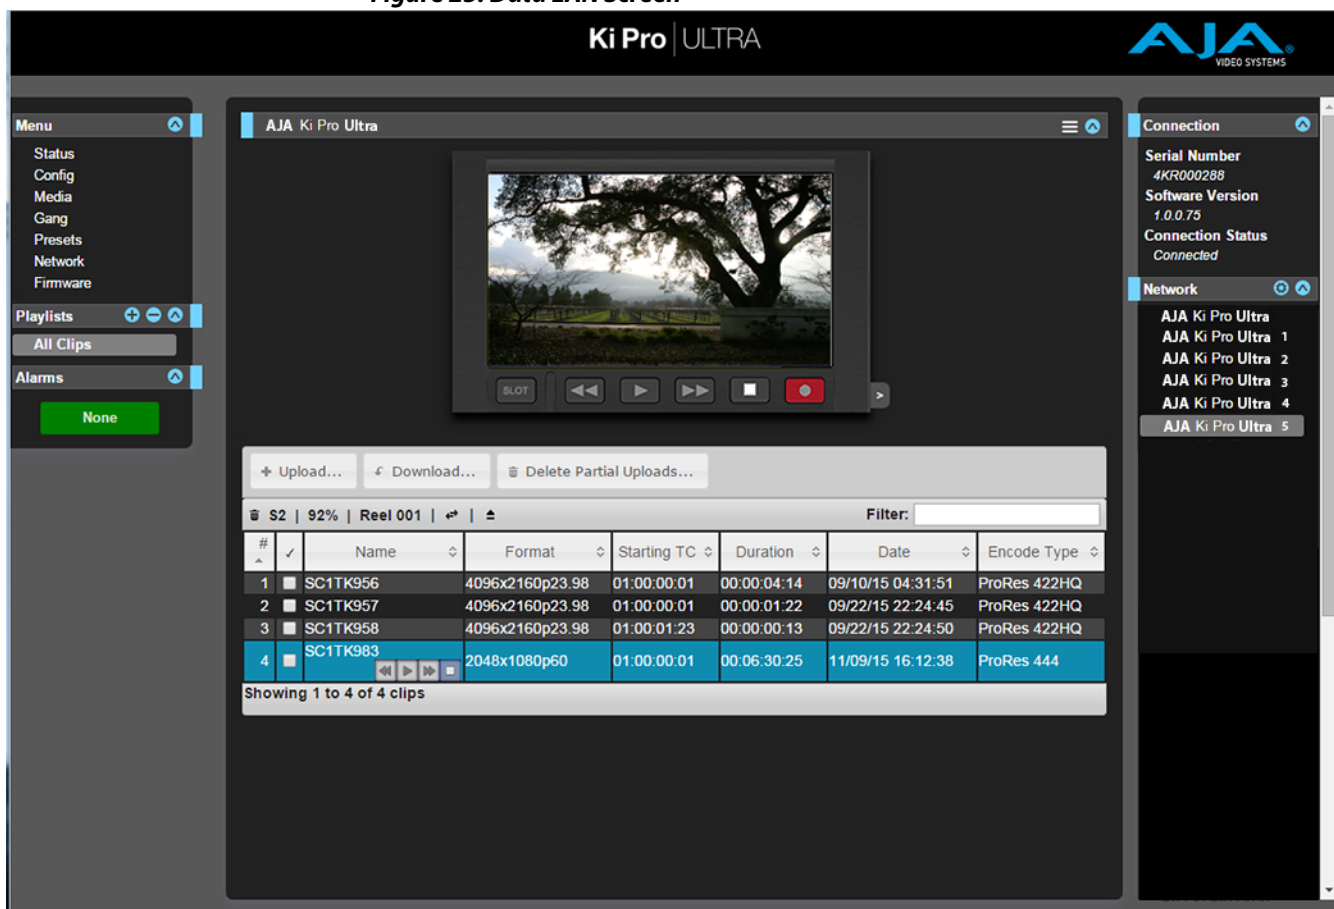 Figure 25. Data LAN Screen
Ki Pro | ULTRA
AJA ®
VIDEO SYSTEMS
Menu
Status
Config
Media
Gang
Presets
Network
Firmware
Playlists
All Clips
Alarms
None
AJA Ki Pro Ultra
SLOT
+ Upload...
Download...
Delete Partial Uploads...
S2 | 92% | Reel 001 | |
Filter:
# ✓ Name Format Starting TC Duration Date Encode Type
1 SC1TK956 4096x2160p23.98 01:00:00:01 00:00:04:14 09/10/15 04:31:51 ProRes 422HQ
2 SC1TK957 4096x2160p23.98 01:00:00:01 00:00:01:22 09/22/15 22:24:45 ProRes 422HQ
3 SC1TK958 4096x2160p23.98 01:00:01:23 00:00:00:13 09/22/15 22:24:50 ProRes 422HQ
4 SC1TK983 2048x1080p60 01:00:00:01 00:06:30:25 11/09/15 16:12:38 ProRes 444
Showing 1 to 4 of 4 clips
Connection
Serial Number
4KR000288
Software Version
1.0.0.75
Connection Status
Connected
Network
AJA Ki Pro Ultra
AJA Ki Pro Ultra 1
AJA Ki Pro Ultra 2
AJA Ki Pro Ultra 3
AJA Ki Pro Ultra 4
AJA Ki Pro Ultra 5